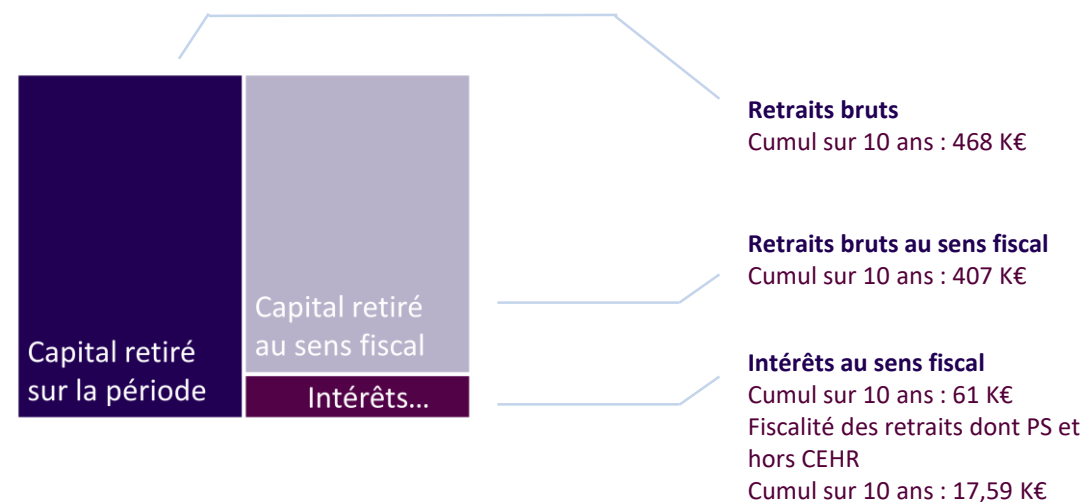 Capital retiré
sur la période
Capital retiré
au sens fiscal
Intérêts...
Retraits bruts
Cumul sur 10 ans : 468 K€
Retraits bruts au sens fiscal
Cumul sur 10 ans : 407 K€
Intérêts au sens fiscal
Cumul sur 10 ans : 61 K€
Fiscalité des retraits dont PS et
hors CEHR
Cumul sur 10 ans : 17,59 K€